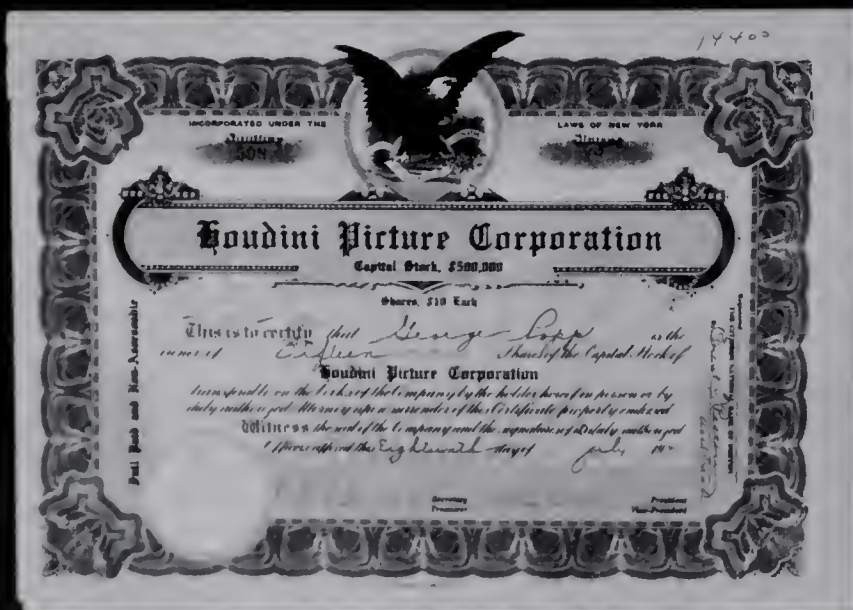 14400
INCORPORATED UNDER THE
LAWS OF NEW YORK
Number
Shares
Houdini Picture Corporation
Capital Stock, $500,000
Shares, $10 Each
This is to certify that George is the
owner of Shares of the Capital Stock of
Houdini Picture Corporation
transferable on the books of the Company by the holder hereof in person or by
duly authorized Attorney upon surrender of this Certificate properly endorsed
Witness the seal of the Company and the signatures of its duly authorized
officers affixed this Eighteenth day of July
Secretary
Treasurer
President
Vice-President
Full Paid and Non-Assessable